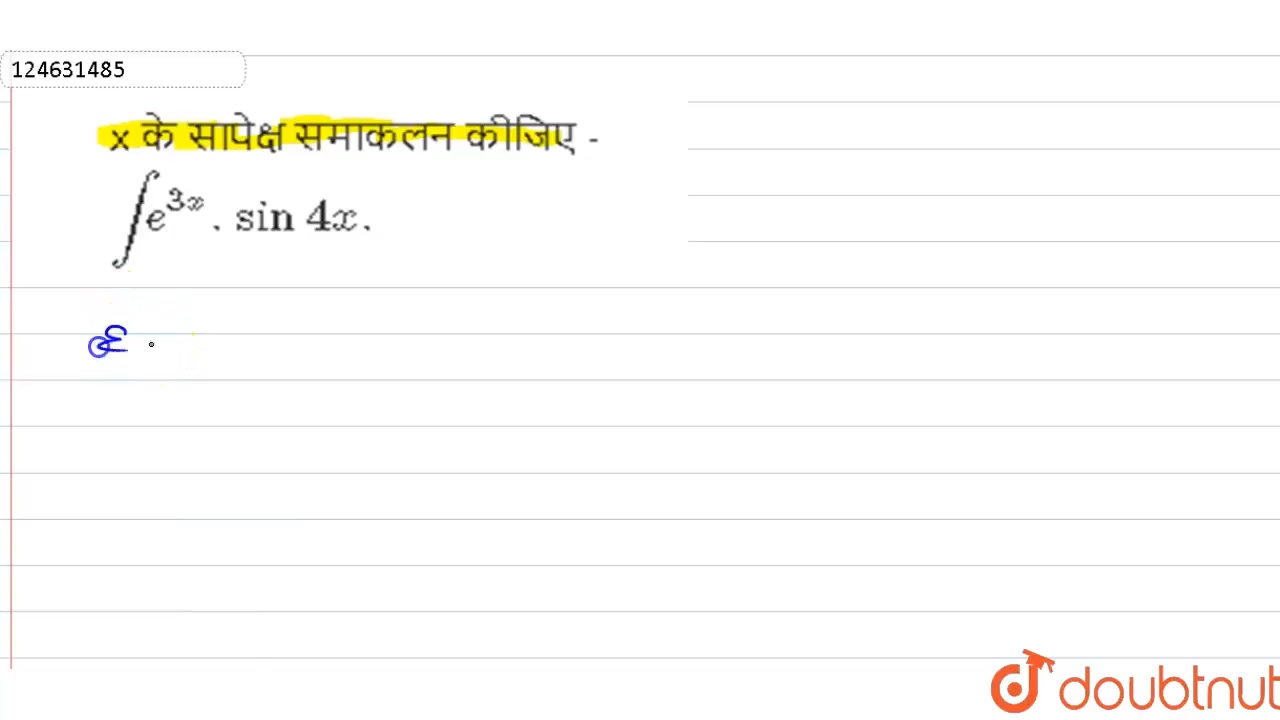 124631485
x के सापेक्ष समाकलन कीजिए -
∫e^{3x} . sin 4x.
doubtnut